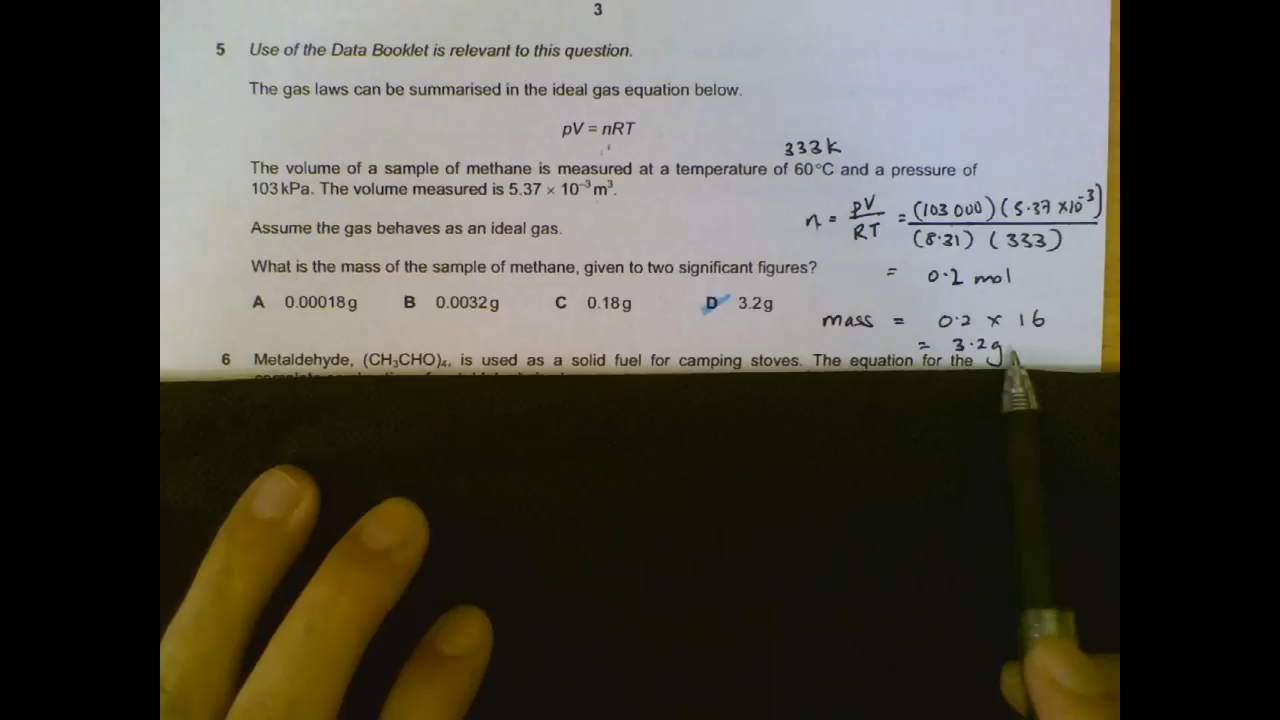 3
5 Use of the Data Booklet is relevant to this question.
The gas laws can be summarised in the ideal gas equation below.
pV = nRT
333K
The volume of a sample of methane is measured at a temperature of 60°C and a pressure of
103 kPa. The volume measured is 5.37 × 10⁻³ m³.
n = pV/RT = (103 000)(5.37 × 10⁻³)/(8.31)(333)
Assume the gas behaves as an ideal gas.
What is the mass of the sample of methane, given to two significant figures?
= 0.2 mol
A 0.00018 g B 0.0032 g C 0.18 g D 3.2 g
mass = 0.2 × 16
= 3.2g
6 Metaldehyde, (CH₃CHO)₄, is used as a solid fuel for camping stoves. The equation for the